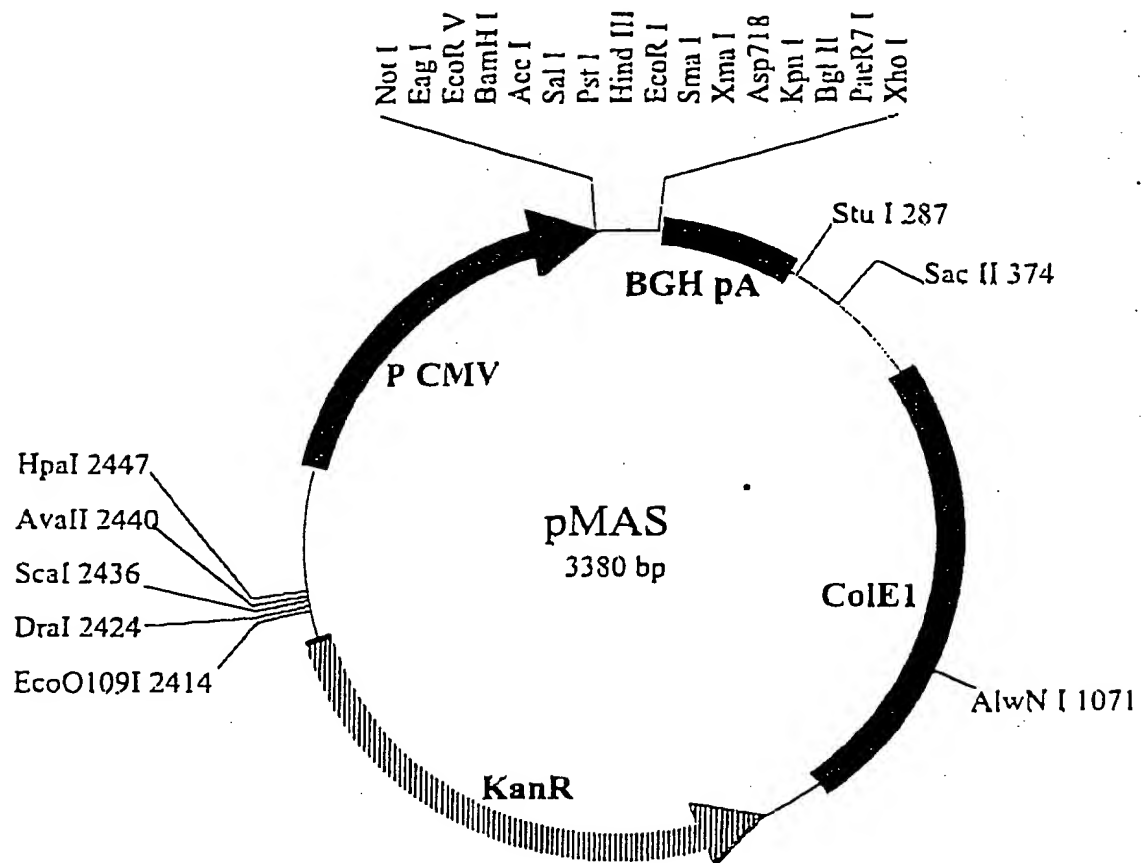 Not I
Eag I
EcoR V
BamH I
Acc I
Sal I
Pst I
Hind III
EcoR I
Sma I
Xma I
Asp718
Kpn I
Bgl II
PaeR7 I
Xho I
Stu I 287
BGH pA
Sac II 374
P CMV
HpaI 2447
AvaII 2440
pMAS
ScaI 2436
3380 bp
ColE1
DraI 2424
EcoO109I 2414
AlwN I 1071
KanR